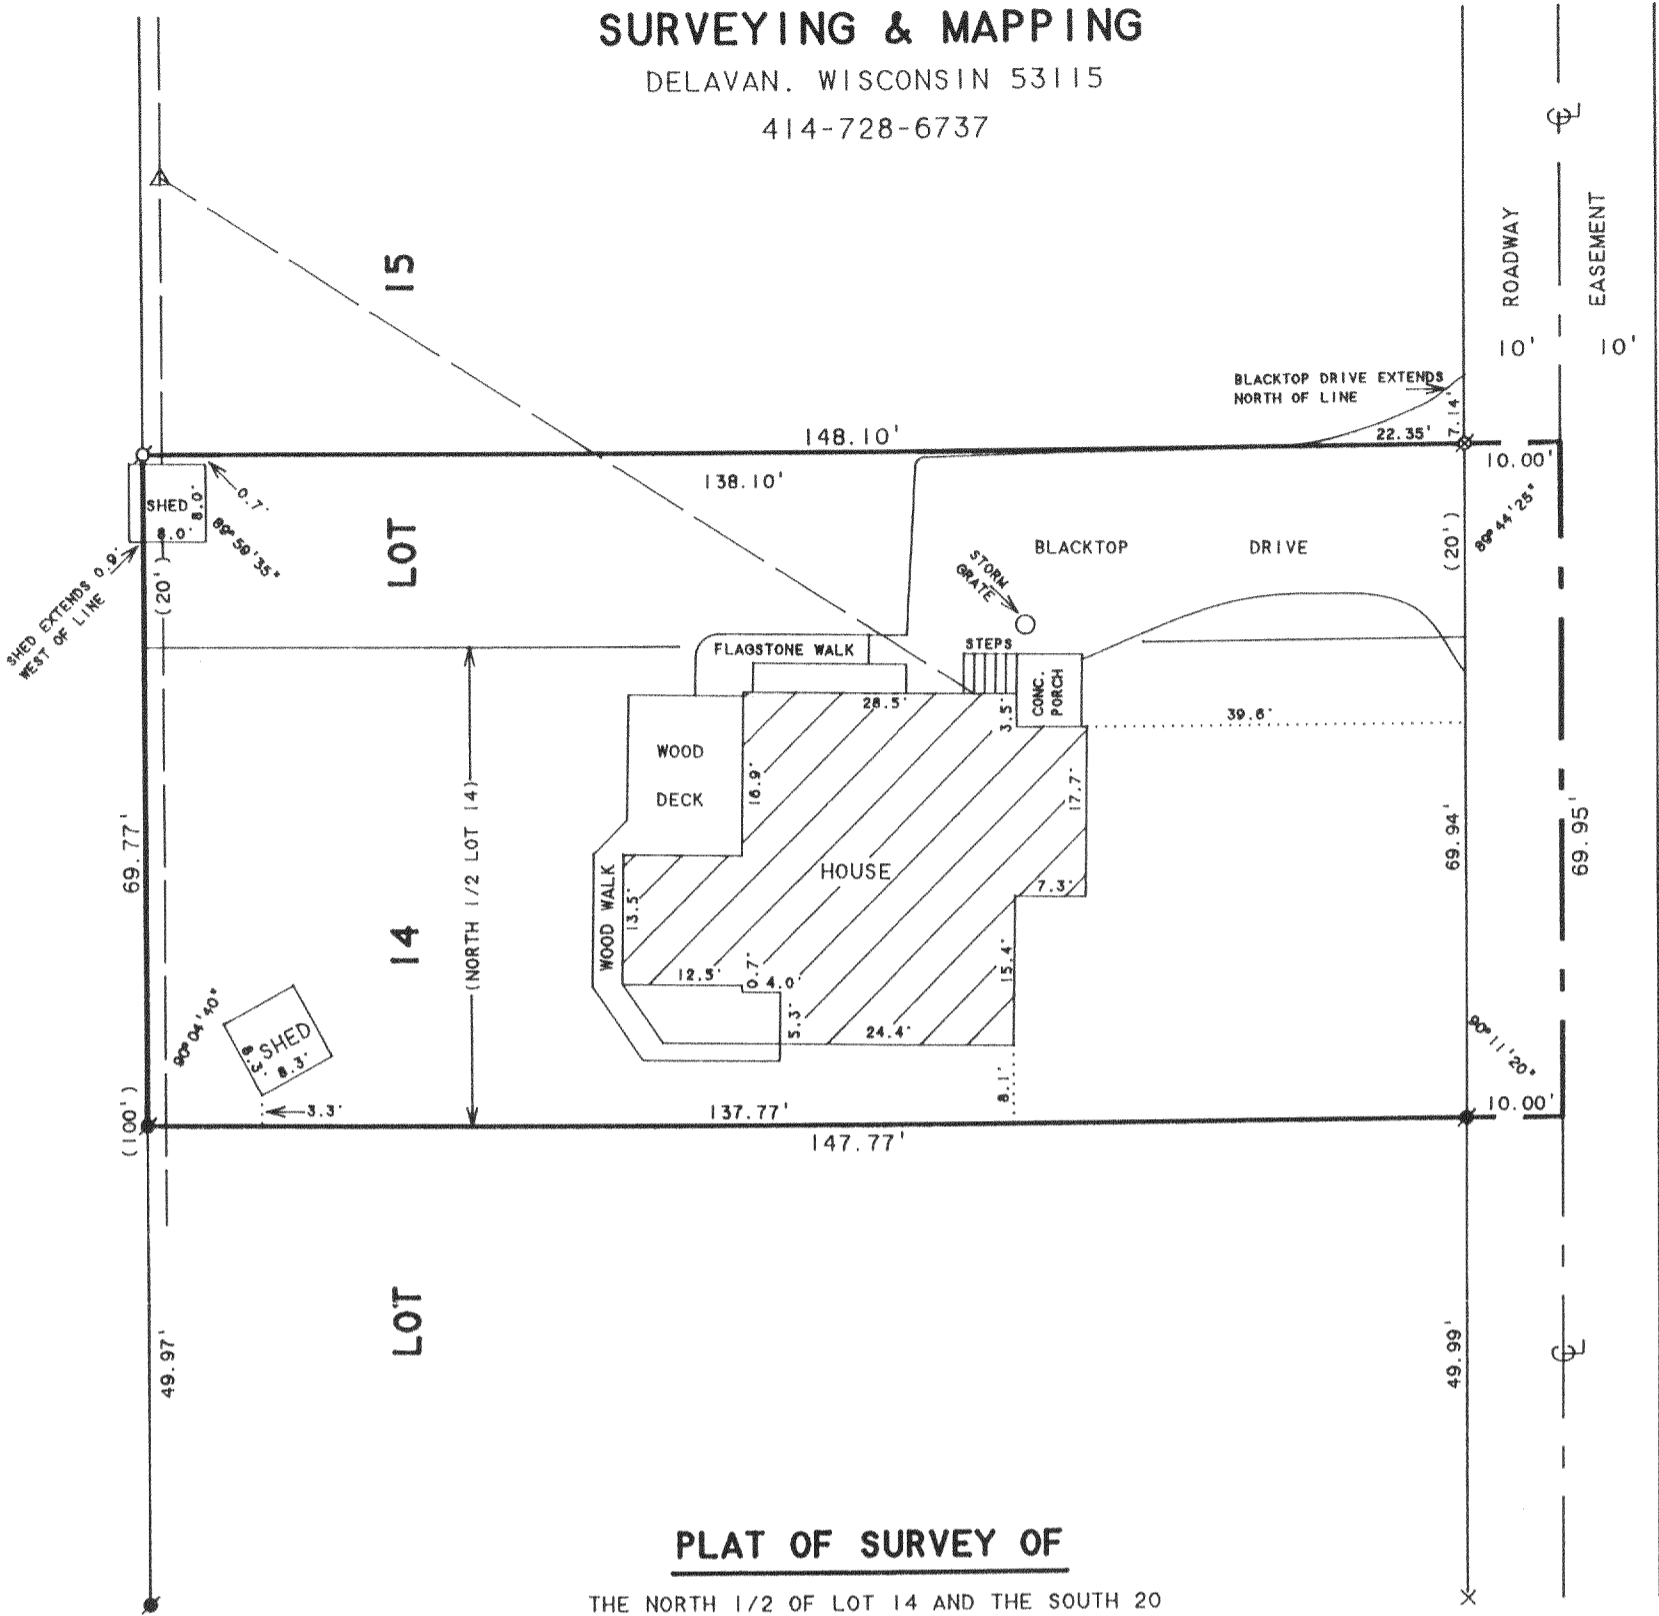 SURVEYING & MAPPING
DELAVAN. WISCONSIN 53115
414-728-6737
℄
15
ROADWAY
EASEMENT
10'
10'
BLACKTOP DRIVE EXTENDS
NORTH OF LINE
7.14'
22.35'
148.10'
138.10'
10.00'
SHED
8.0'
8.0'
0.7'
89°50'35"
SHED EXTENDS 0.9'
WEST OF LINE
(20')
LOT
BLACKTOP DRIVE
(20')
89°44'25"
STORM
GRATE
STEPS
FLAGSTONE WALK
CONC.
PORCH
28.5'
3.5'
39.6'
WOOD
DECK
16.9'
17.7'
69.77'
(NORTH 1/2 LOT 14)
HOUSE
69.94'
69.95'
7.3'
WOOD WALK
13.5'
14
12.5'
0.7'
4.0'
15.4'
5.3'
24.4'
90°04'40"
SHED
8.3'
8.3'
90°11'20"
8.1'
3.3'
(100')
137.77'
10.00'
147.77'
LOT
49.97'
49.99'
℄
PLAT OF SURVEY OF
THE NORTH 1/2 OF LOT 14 AND THE SOUTH 20